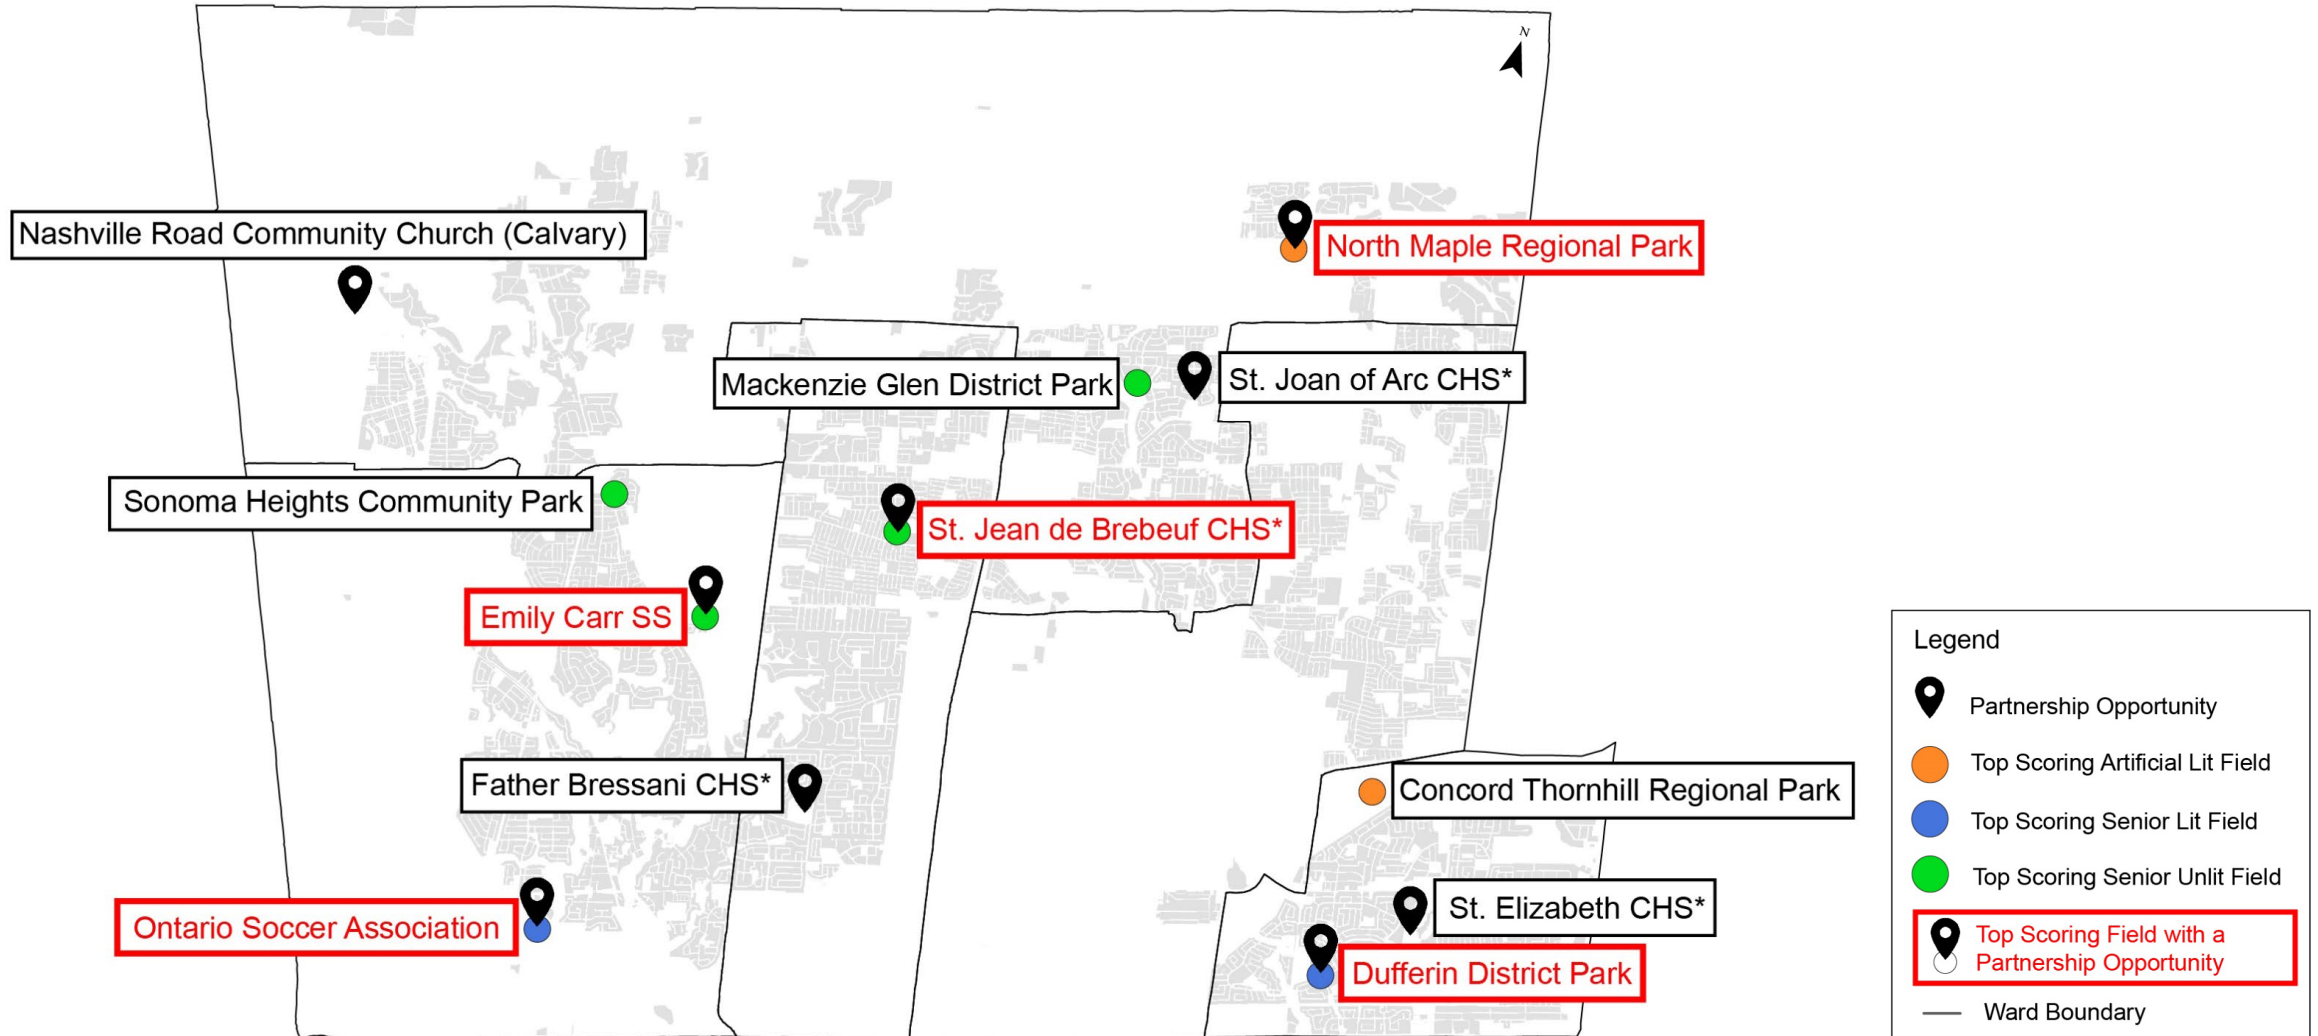 N
Nashville Road Community Church (Calvary)
North Maple Regional Park
Mackenzie Glen District Park
St. Joan of Arc CHS*
Sonoma Heights Community Park
St. Jean de Brebeuf CHS*
Emily Carr SS
Father Bressani CHS*
Concord Thornhill Regional Park
Ontario Soccer Association
St. Elizabeth CHS*
Dufferin District Park
Legend
Partnership Opportunity
Top Scoring Artificial Lit Field
Top Scoring Senior Lit Field
Top Scoring Senior Unlit Field
Top Scoring Field with a
Partnership Opportunity
Ward Boundary